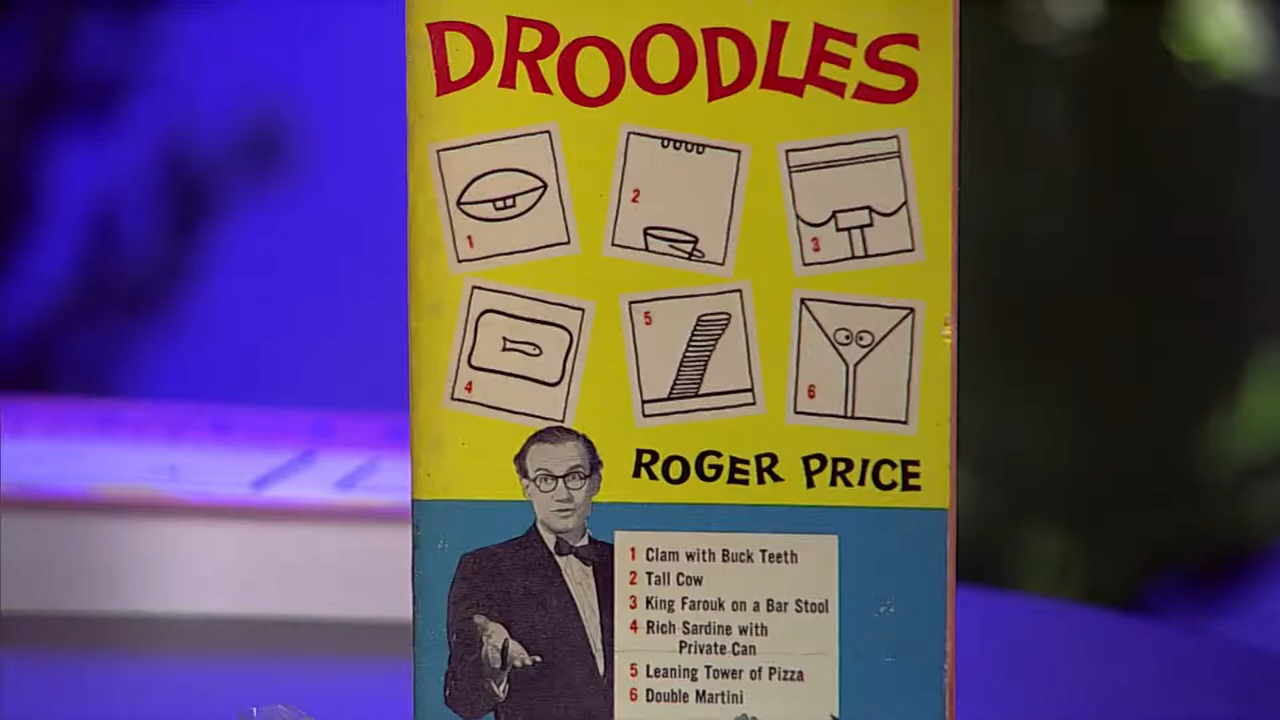 DROODLES
1
2
3
4
5
6
ROGER PRICE
1 Clam with Buck Teeth
2 Tall Cow
3 King Farouk on a Bar Stool
4 Rich Sardine with
Private Can
5 Leaning Tower of Pizza
6 Double Martini